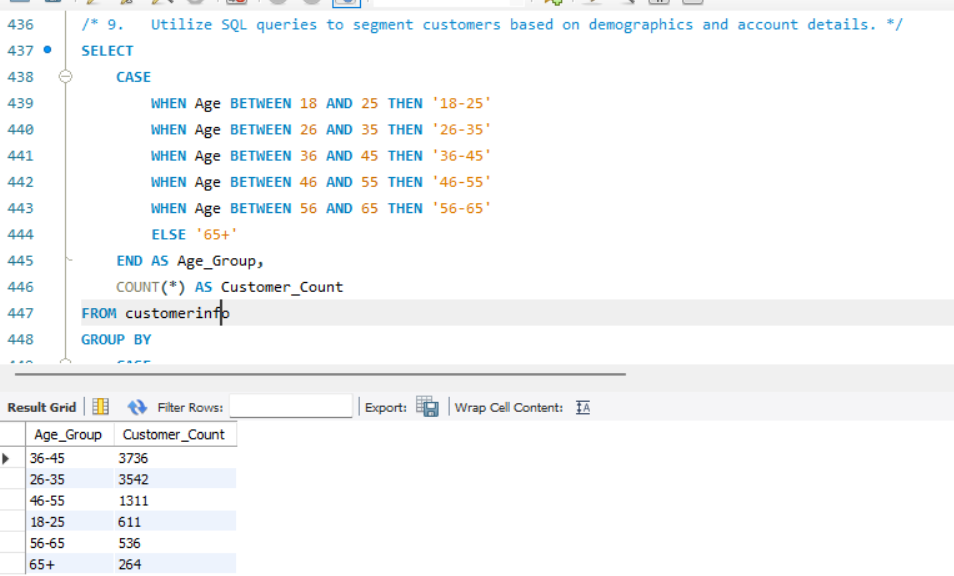 436 /* 9. Utilize SQL queries to segment customers based on demographics and account details. */
437 SELECT
438 CASE
439 WHEN Age BETWEEN 18 AND 25 THEN '18-25'
440 WHEN Age BETWEEN 26 AND 35 THEN '26-35'
441 WHEN Age BETWEEN 36 AND 45 THEN '36-45'
442 WHEN Age BETWEEN 46 AND 55 THEN '46-55'
443 WHEN Age BETWEEN 56 AND 65 THEN '56-65'
444 ELSE '65+'
445 END AS Age_Group,
446 COUNT(*) AS Customer_Count
447 FROM customerinfo
448 GROUP BY
Result Grid Filter Rows: Export: Wrap Cell Content:
Age_Group Customer_Count
36-45 3736
26-35 3542
46-55 1311
18-25 611
56-65 536
65+ 264